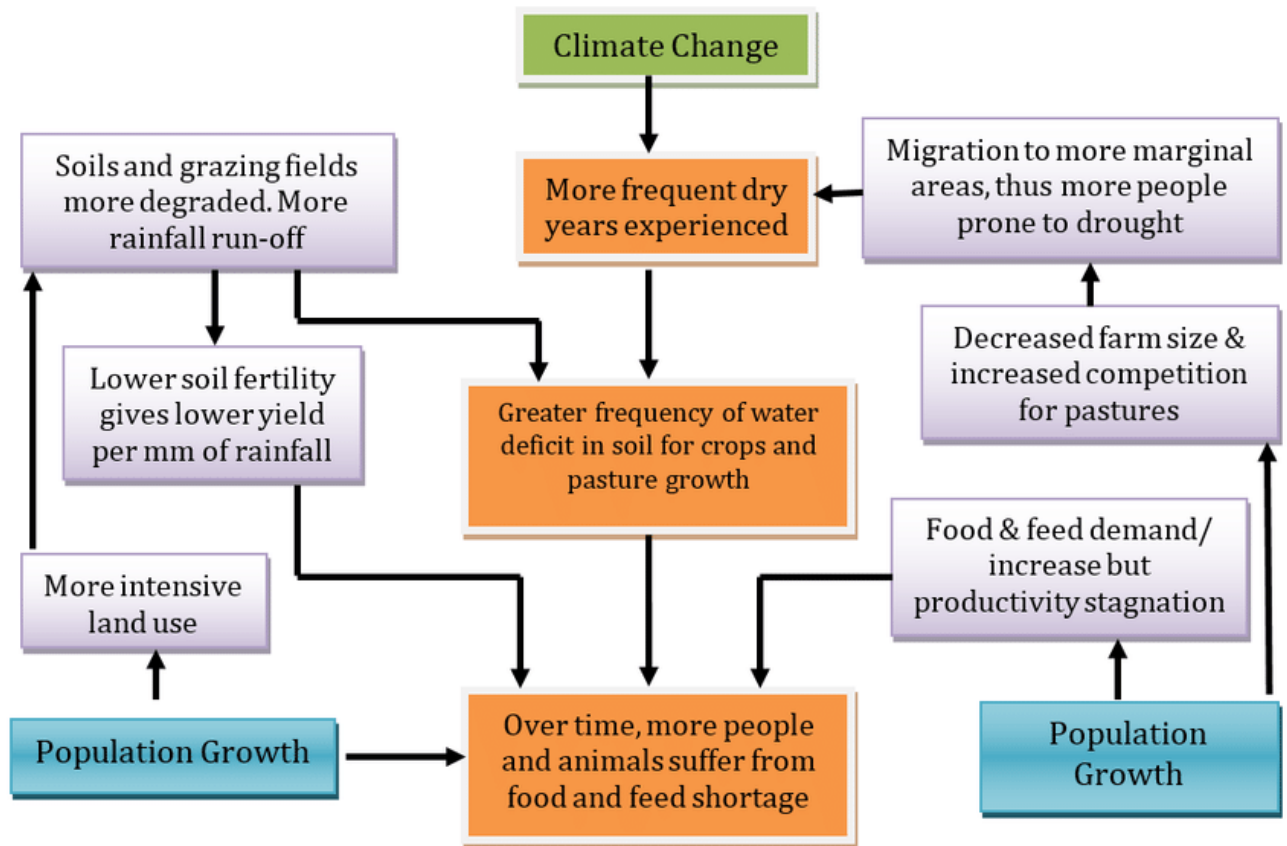 Climate Change
Soils and grazing fields
more degraded. More
rainfall run-off
More frequent dry
years experienced
Migration to more marginal
areas, thus more people
prone to drought
Lower soil fertility
gives lower yield
per mm of rainfall
Greater frequency of water
deficit in soil for crops and
pasture growth
Decreased farm size &
increased competition
for pastures
More intensive
land use
Food & feed demand/
increase but
productivity stagnation
Population Growth
Over time, more people
and animals suffer from
food and feed shortage
Population
Growth